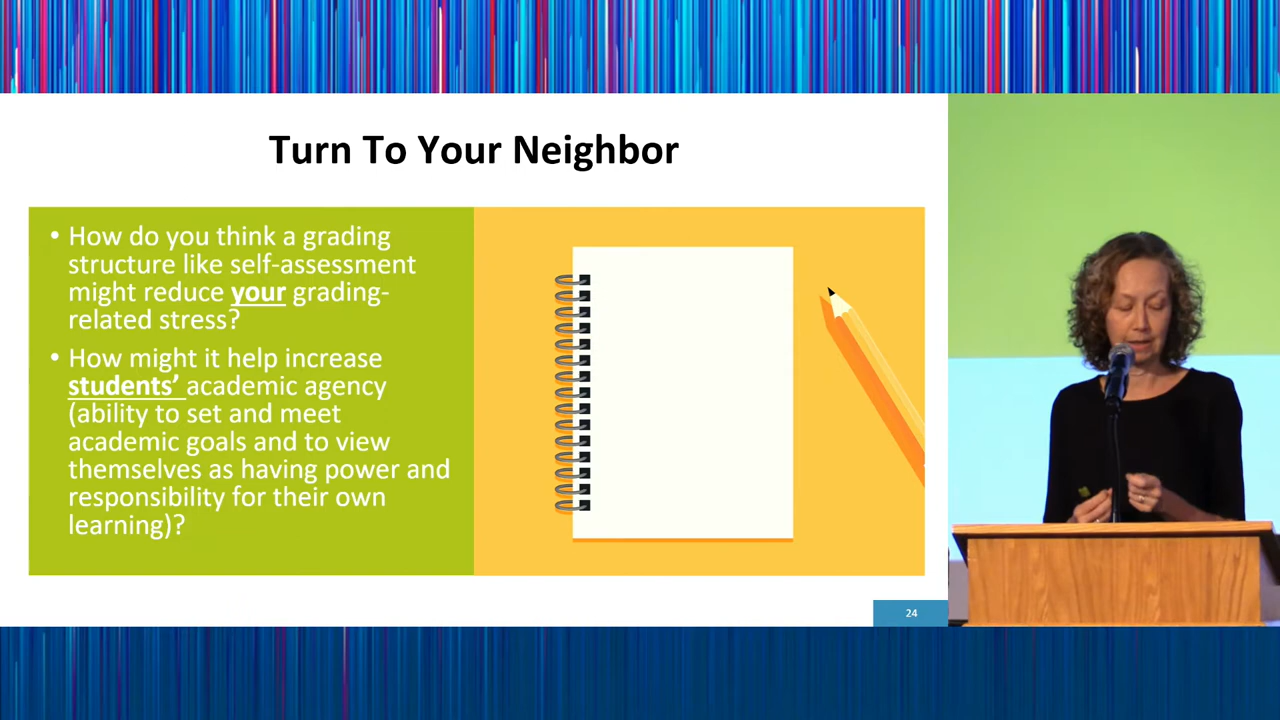 Turn To Your Neighbor
• How do you think a grading
structure like self-assessment
might reduce your grading-
related stress?
• How might it help increase
students’ academic agency
(ability to set and meet
academic goals and to view
themselves as having power and
responsibility for their own
learning)?
24